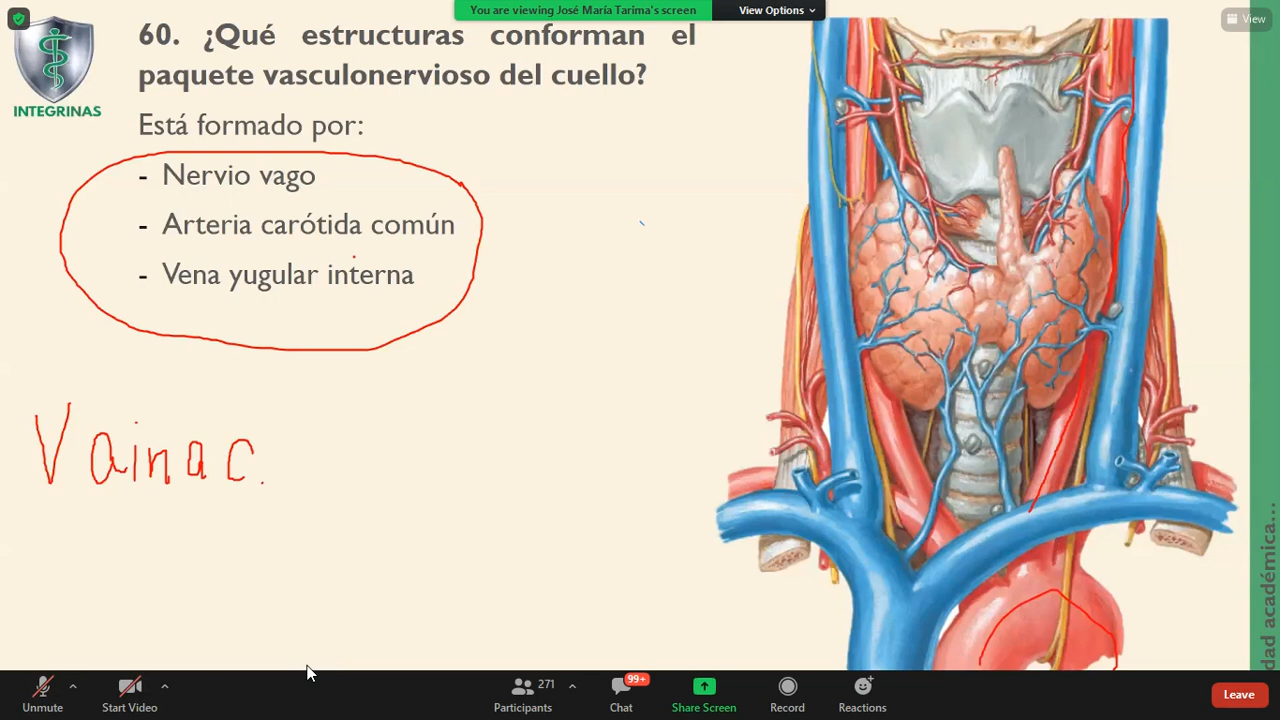 You are viewing José María Tarima's screen
View Options
View
INTEGRINAS
60. ¿Qué estructuras conforman el
paquete vasculonervioso del cuello?
Está formado por:
- Nervio vago
- Arteria carótida común
- Vena yugular interna
Vaina c.
dad académica...
Unmute
Start Video
Participants
271
Chat
99+
Share Screen
Record
Reactions
Leave